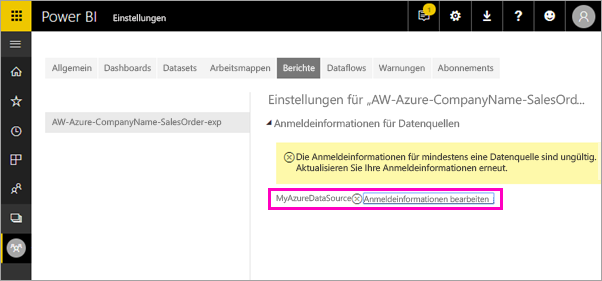 Power BI Einstellungen 1 ?
Allgemein Dashboards Datasets Arbeitsmappen Berichte Dataflows Warnungen Abonnements
Einstellungen für „AW-Azure-CompanyName-SalesOrd...
AW-Azure-CompanyName-SalesOrder-exp
Anmeldeinformationen für Datenquellen
Die Anmeldeinformationen für mindestens eine Datenquelle sind ungültig.
Aktualisieren Sie Ihre Anmeldeinformationen erneut.
MyAzureDataSource Anmeldeinformationen bearbeiten